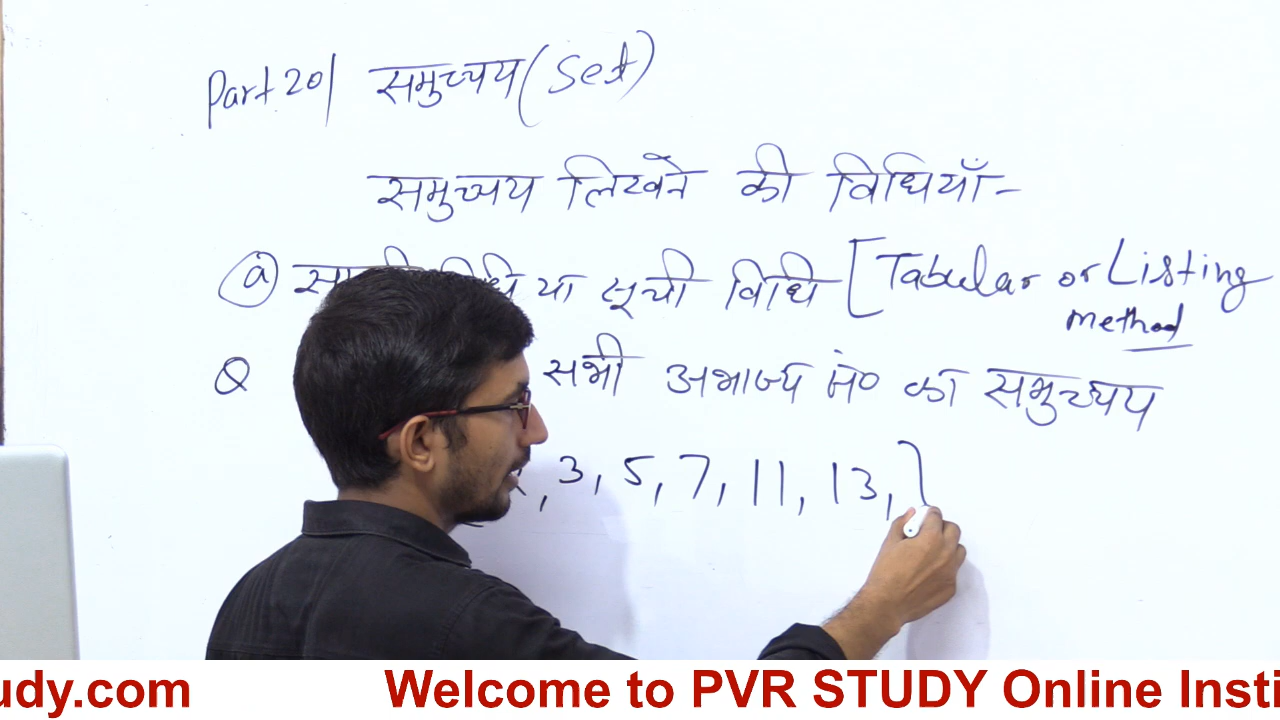 Part 20| समुच्चय (Set)
समुच्चय लिखने की विधियाँ-
(a) या सूची विधि [Tabular or Listing
method
Q सभी अभाज्य सं० का समुच्चय
, 3, 5, 7, 11, 13, }
udy.com Welcome to PVR STUDY Online Insti